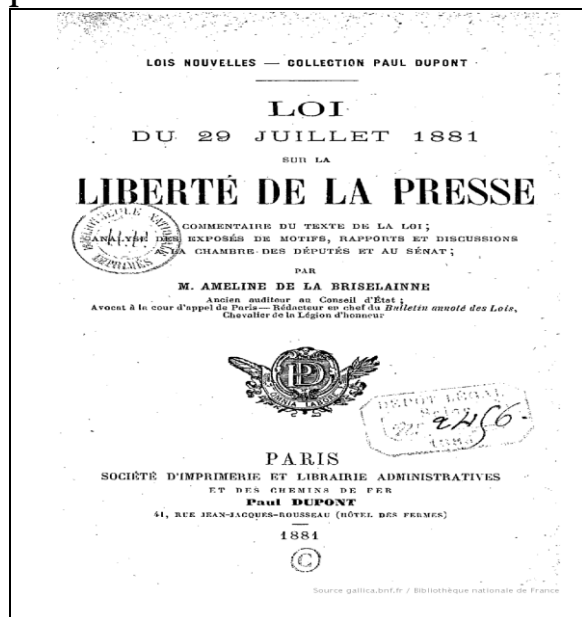 LOIS NOUVELLES — COLLECTION PAUL DUPONT
LOI
DU 29 JUILLET 1881
SUR LA
LIBERTÉ DE LA PRESSE
COMMENTAIRE DU TEXTE DE LA LOI ;
ANALYSE DES EXPOSÉS DE MOTIFS, RAPPORTS ET DISCUSSIONS
A LA CHAMBRE DES DÉPUTÉS ET AU SÉNAT ;
PAR
M. AMELINE DE LA BRISELAINNE
Ancien auditeur au Conseil d'État ;
Avocat à la cour d'appel de Paris — Rédacteur en chef du Bulletin annoté des Lois,
Chevalier de la Légion d'honneur
DÉPÔT LÉGAL
PARIS
SOCIÉTÉ D'IMPRIMERIE ET LIBRAIRIE ADMINISTRATIVES
ET DES CHEMINS DE FER
Paul DUPONT
41, RUE JEAN-JACQUES-ROUSSEAU (HÔTEL DES FERMES)
1881
C
Source gallica.bnf.fr / Bibliothèque nationale de France